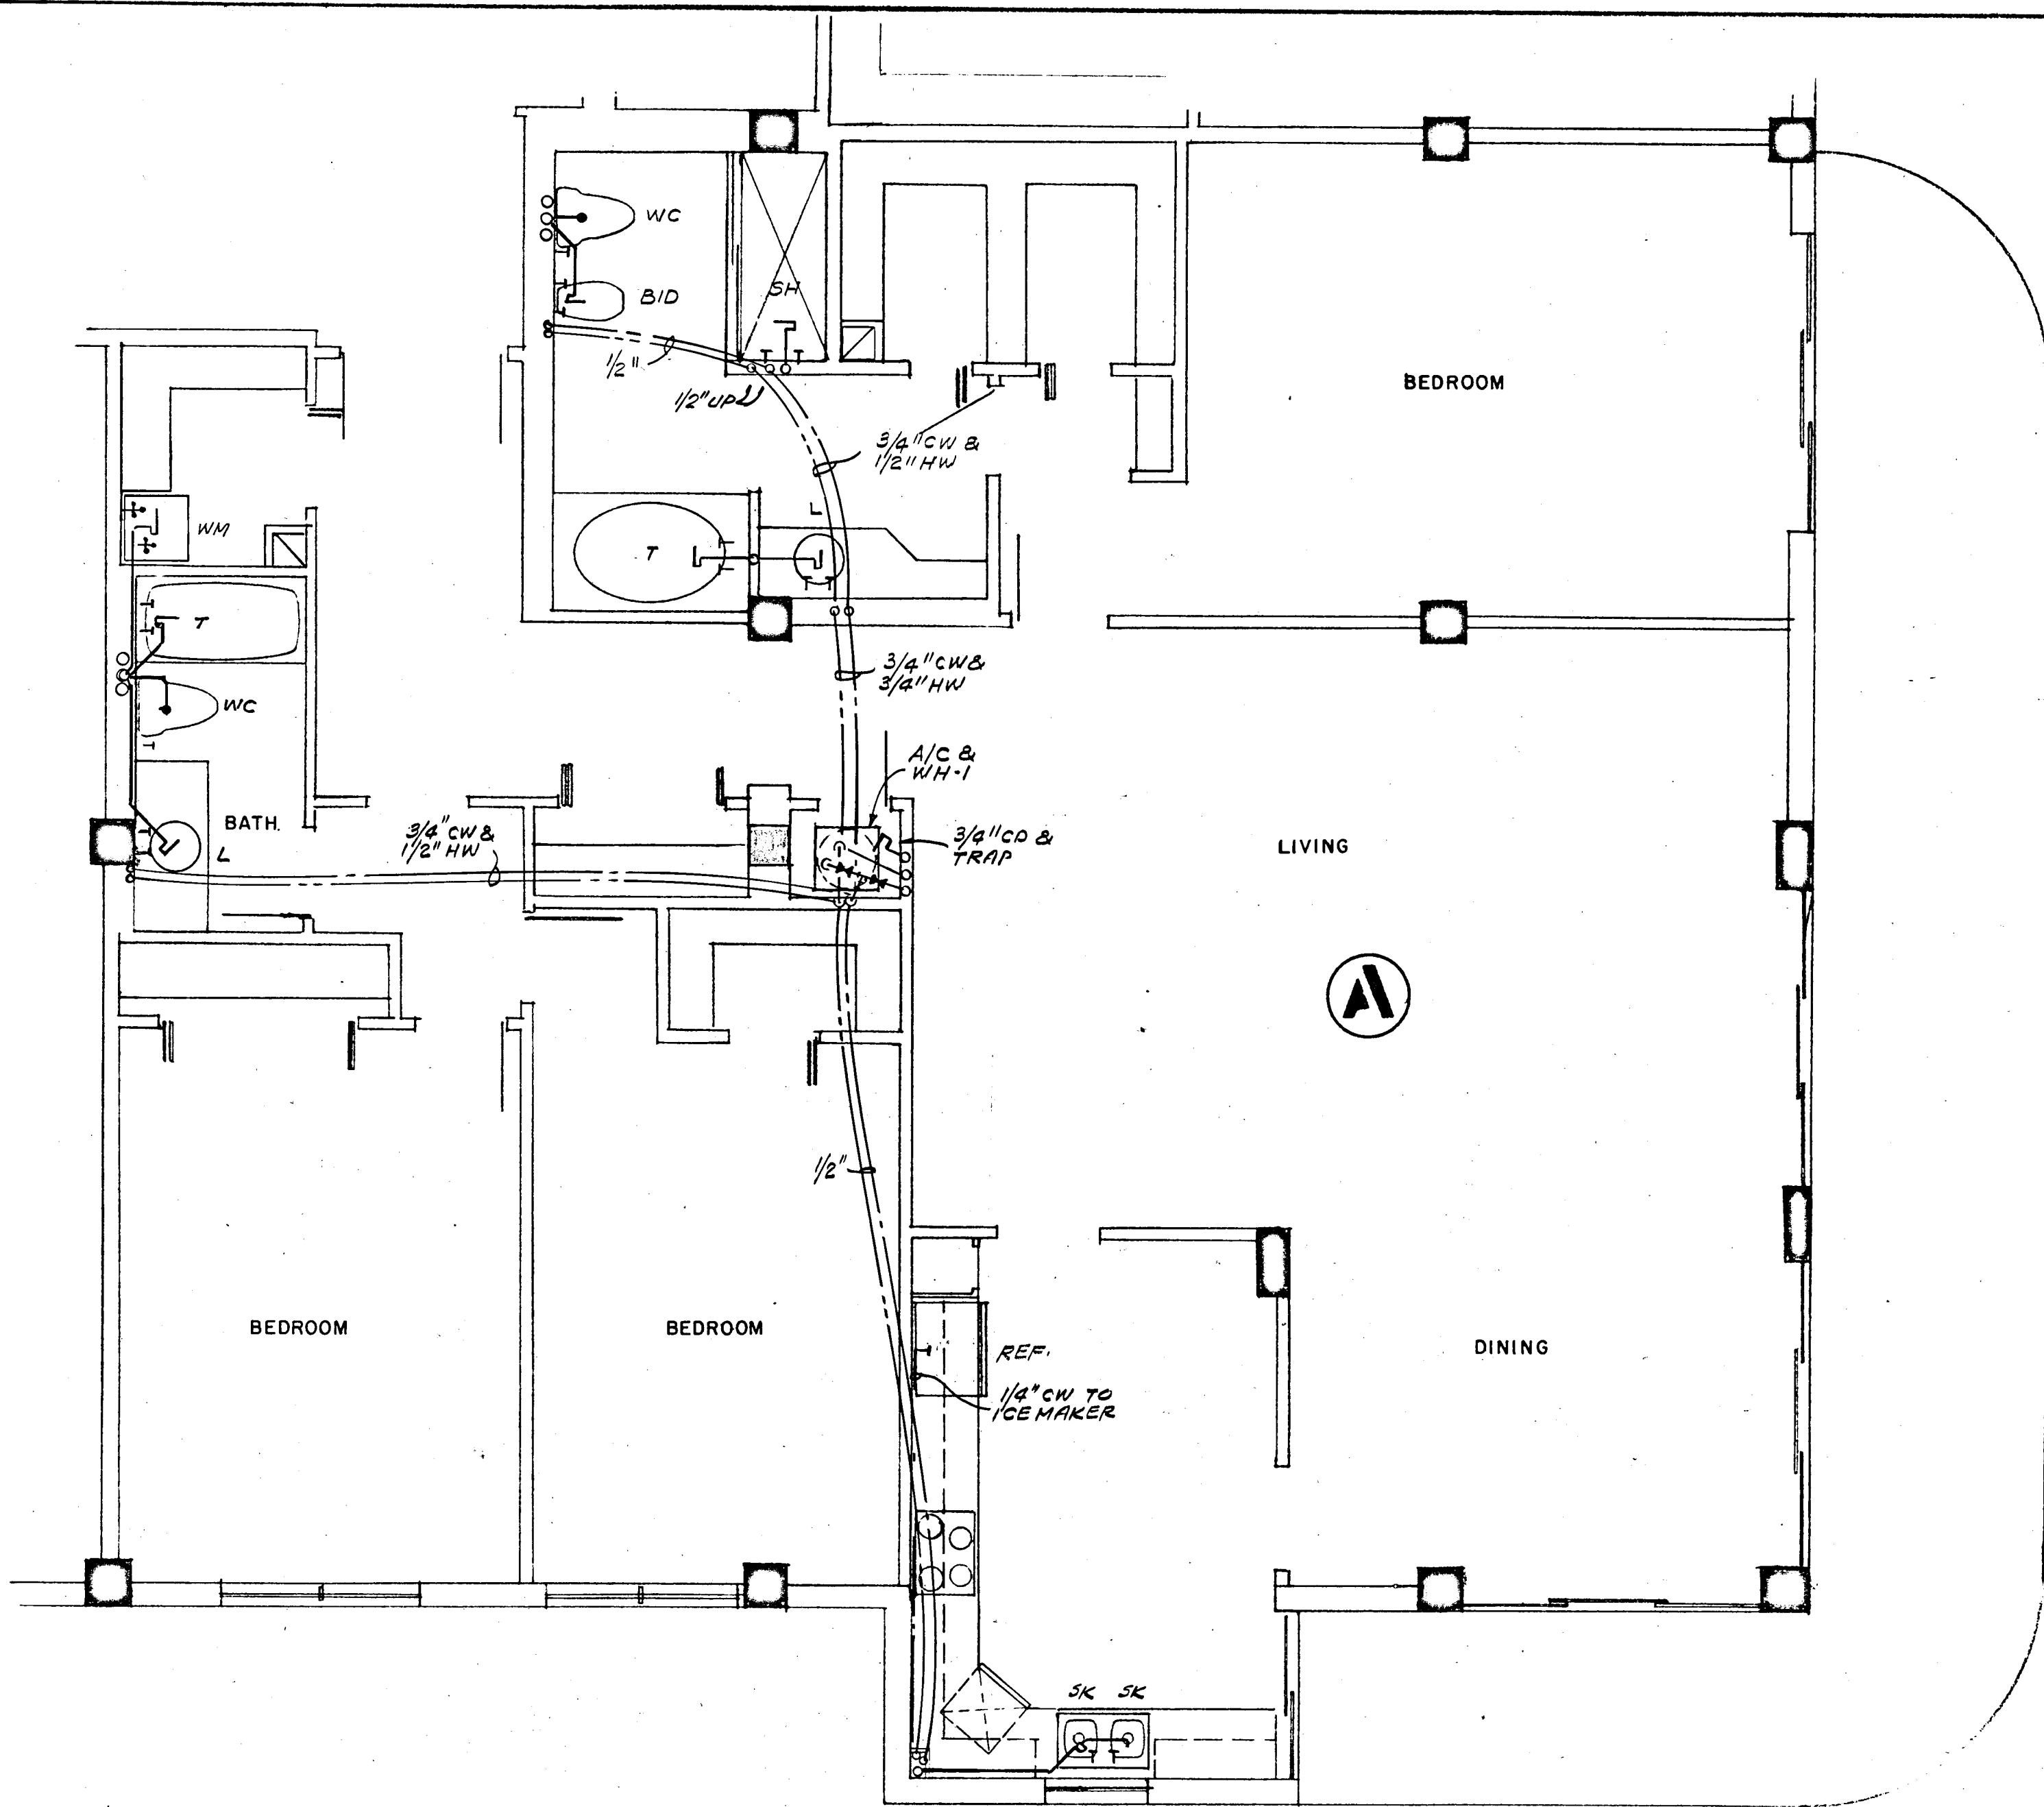 WC
BID
SH
1/2"
1/2" UP
BEDROOM
3/4" CW &
1/2" HW
L
WM
T
T
3/4" CW &
3/4" HW
WC
A/C &
WH-1
BATH.
L
3/4" CW &
1/2" HW
3/4" CD &
TRAP
LIVING
A
1/2"
BEDROOM
BEDROOM
REF.
DINING
1/4" CW TO
ICE MAKER
SK SK